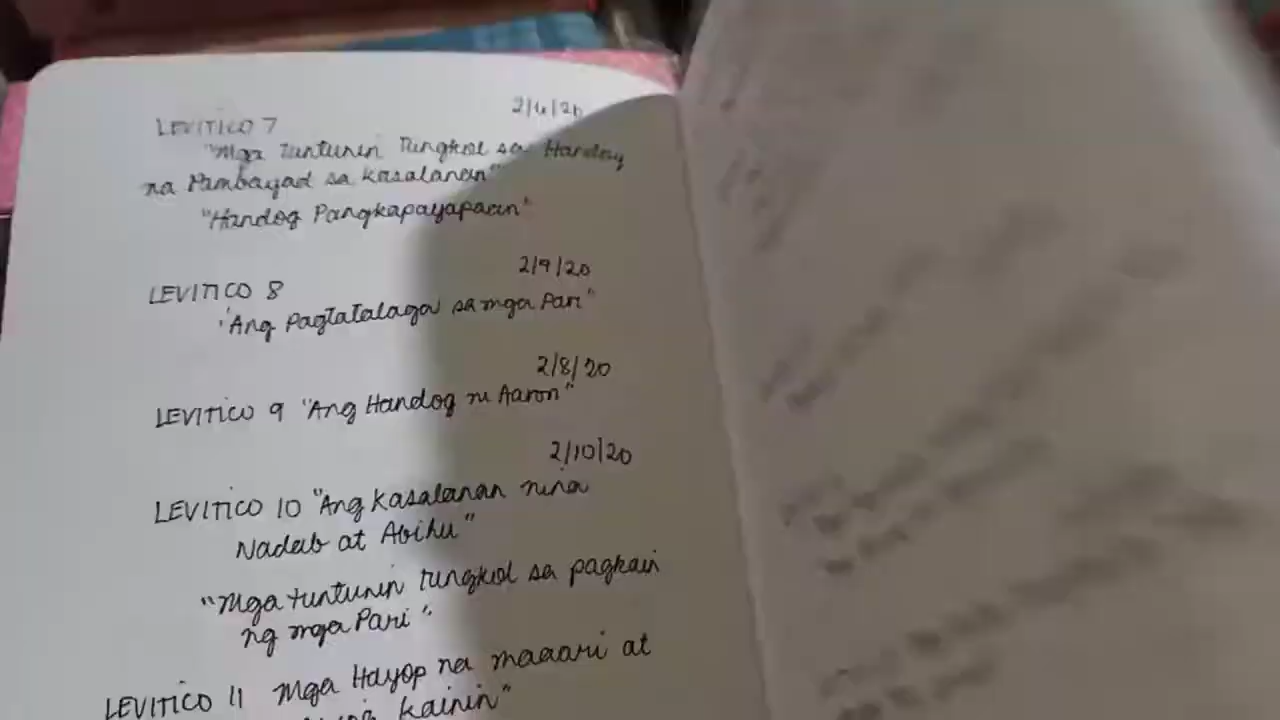 2/6/20
LEVITICO 7
"Mga Tuntunin Tungkol sa Handog
na Pambayad sa Kasalanan"
"Handog Pangkapayapaan"
2/9/20
LEVITICO 8
"Ang Pagtatalaga sa mga Pari"
2/8/20
LEVITICO 9 "Ang Handog ni Aaron"
2/10/20
LEVITICO 10 "Ang kasalanan nina
Nadab at Abihu"
"Mga tuntunin tungkol sa pagkain
ng mga Pari"
LEVITICO 11 Mga Hayop na maaari at
kainin"